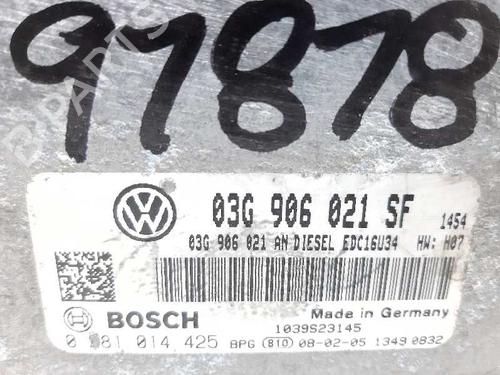 97878
03G 906 021 SF 1454
03G 906 021 AN DIESEL EDC16U34 HW: H07
BOSCH
Made in Germany
1039S23145
0 281 014 425 BPG 810 08-02-05 1349 0832
B-PARTS